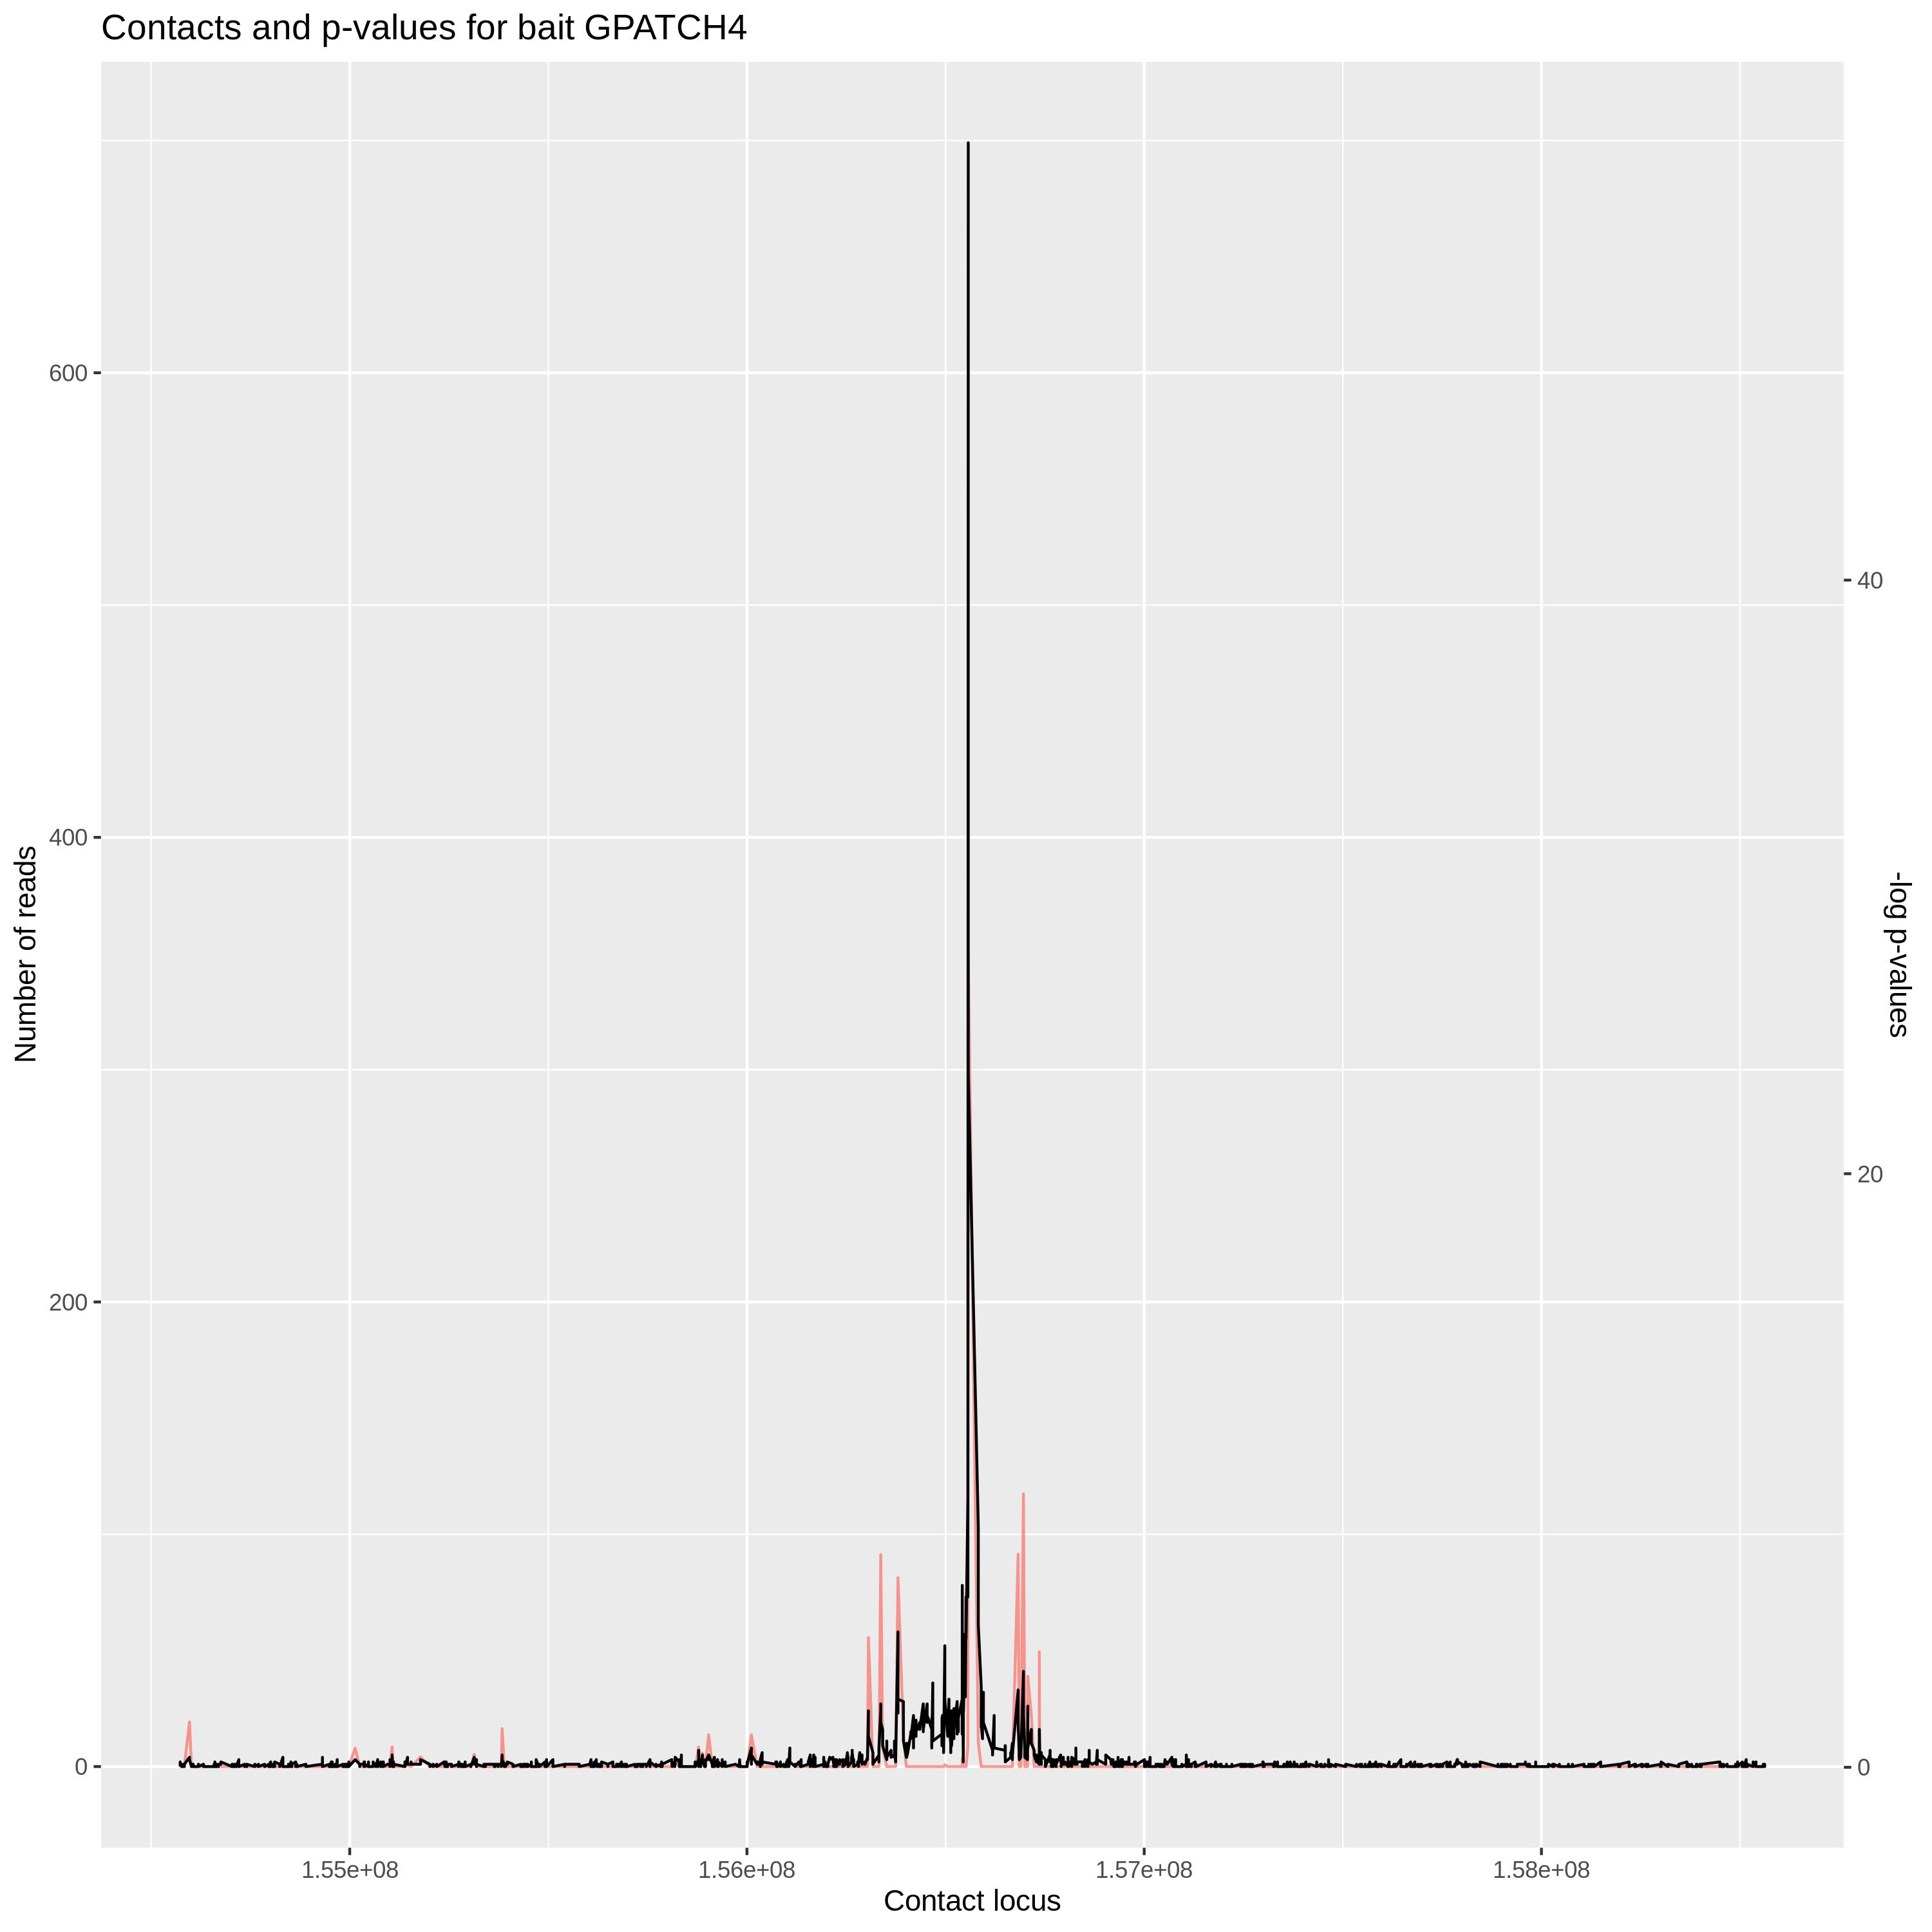 Contacts and p-values for bait GPATCH4
Number of reads
600
400
200
0
-log p-values
40
20
0
1.55e+08
1.56e+08
1.57e+08
1.58e+08
Contact locus